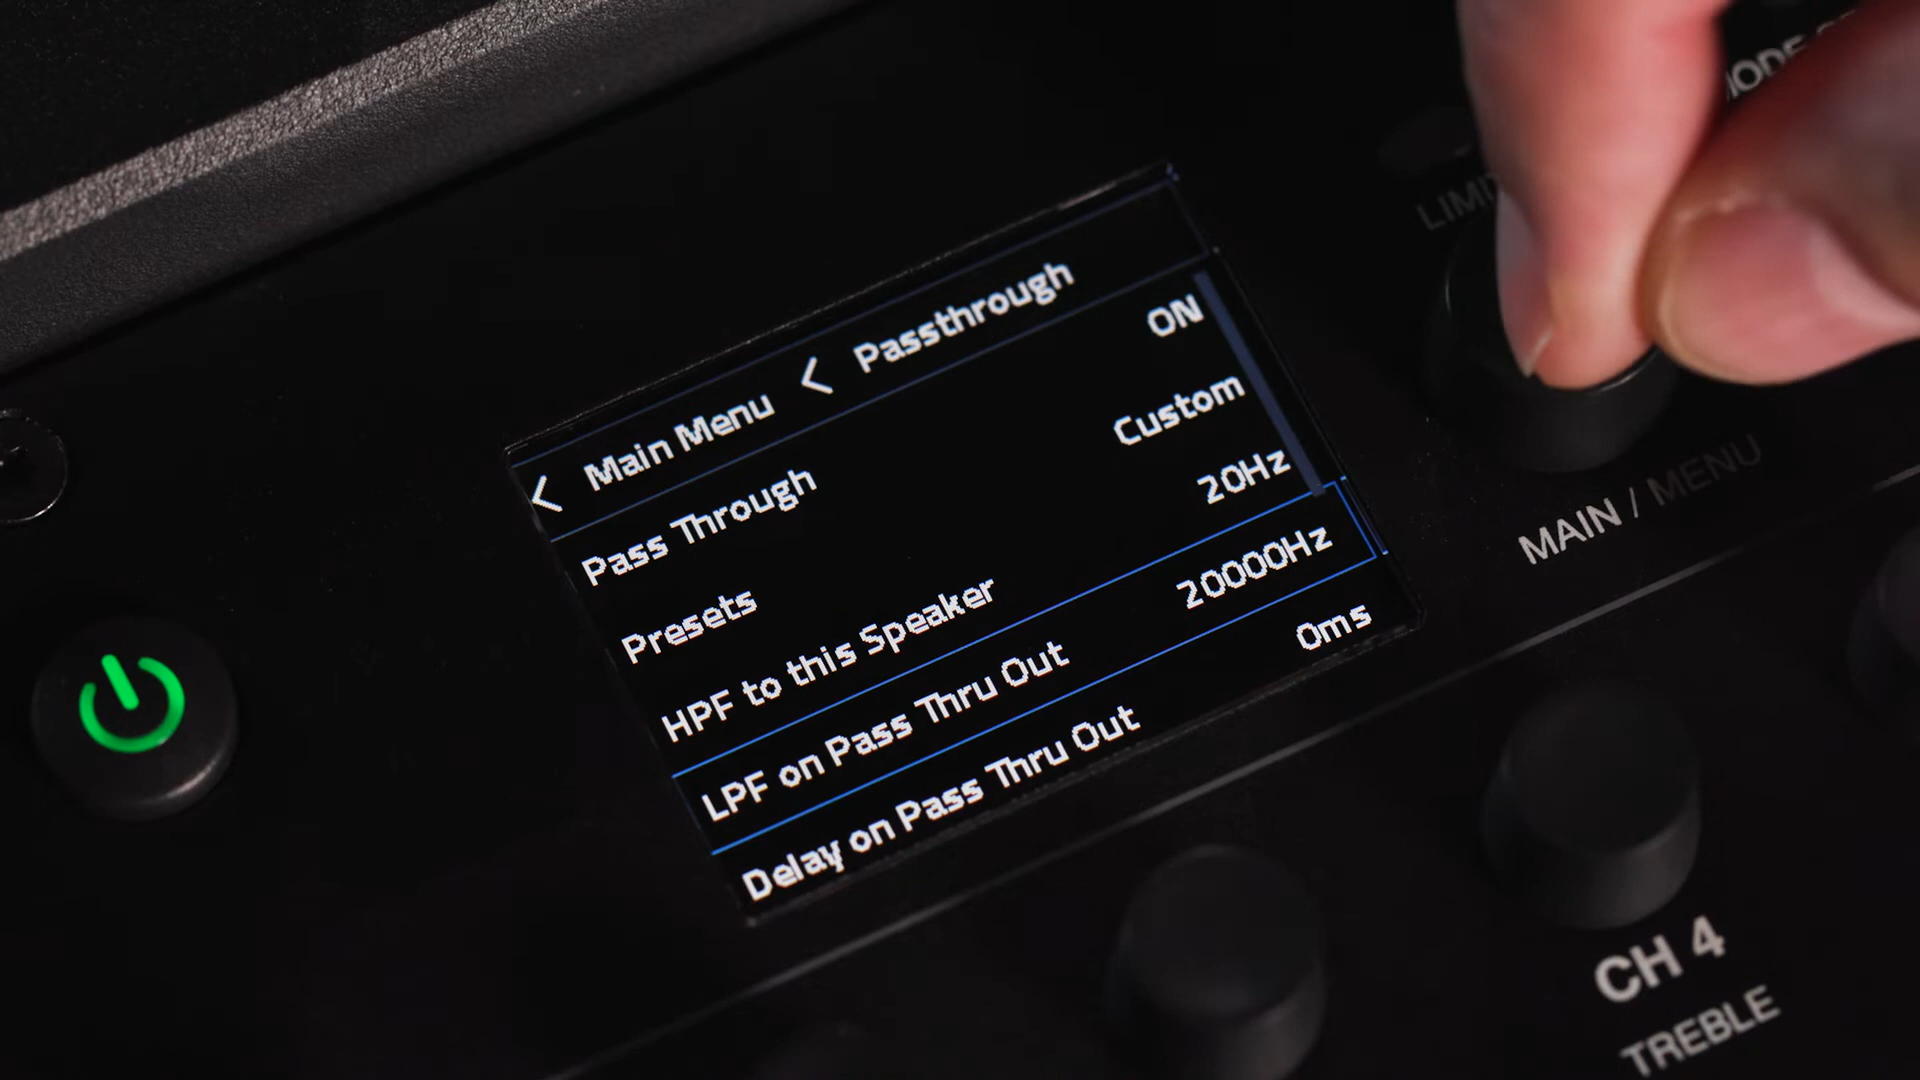 < Main Menu < Passthrough
Pass Through ON
Presets Custom
HPF to this Speaker 20Hz
LPF on Pass Thru Out 20000Hz
Delay on Pass Thru Out 0ms
MAIN / MENU
CH 4
TREBLE